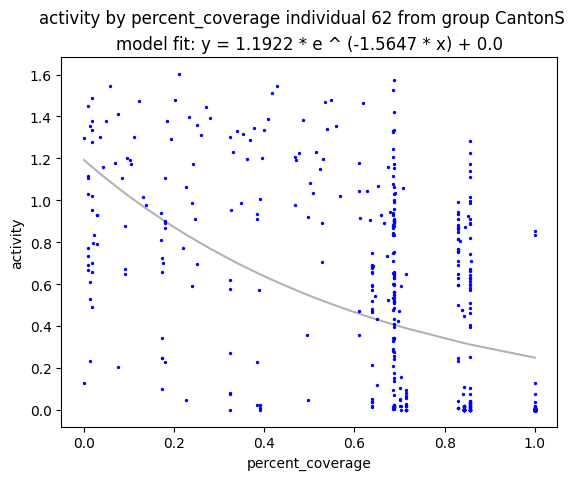 activity by percent_coverage individual 62 from group CantonS
model fit: y = 1.1922 * e ^ (-1.5647 * x) + 0.0
1.6
1.4
1.2
1.0
0.8
0.6
0.4
0.2
0.0
activity
0.0 0.2 0.4 0.6 0.8 1.0
percent_coverage